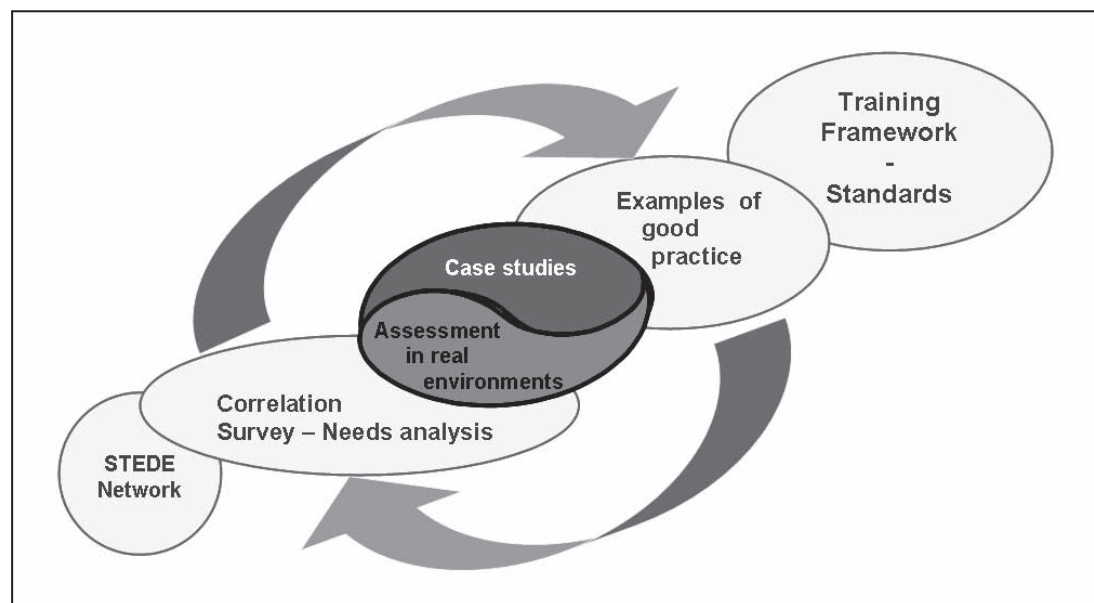 Training
Framework
-
Standards
Examples of
good
practice
Case studies
Assessment
in real
environments
Correlation
Survey – Needs analysis
STEDE
Network